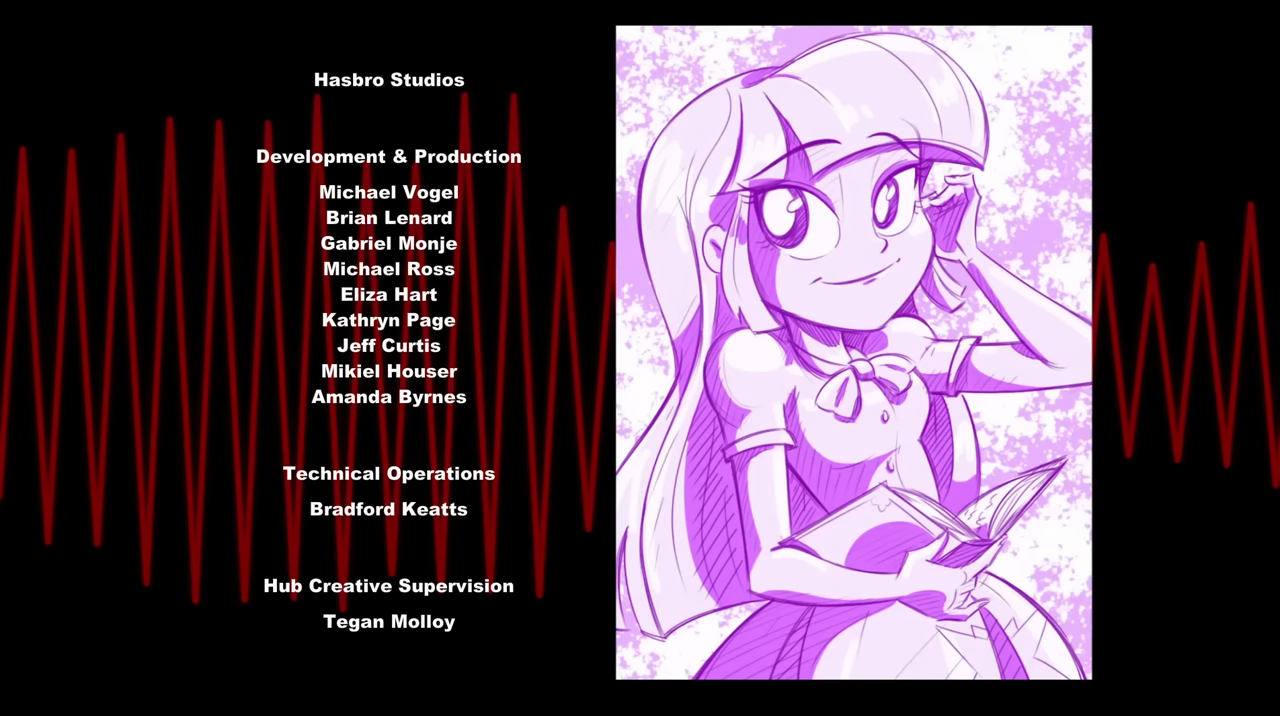 Hasbro Studios
Development & Production
Michael Vogel
Brian Lenard
Gabriel Monje
Michael Ross
Eliza Hart
Kathryn Page
Jeff Curtis
Mikiel Houser
Amanda Byrnes
Technical Operations
Bradford Keatts
Hub Creative Supervision
Tegan Molloy